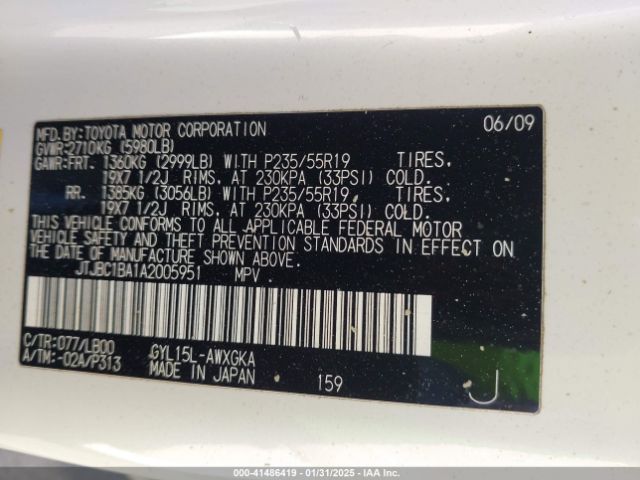 MFD.BY:TOYOTA MOTOR CORPORATION 06/09
GVWR:2710KG (5980LB)
GAWR:FRT. 1360KG (2999LB) WITH P235/55R19 TIRES,
19X7 1/2J RIMS, AT 230KPA (33PSI) COLD.
RR. 1385KG (3056LB) WITH P235/55R19 TIRES,
19X7 1/2J RIMS, AT 230KPA (33PSI) COLD.
THIS VEHICLE CONFORMS TO ALL APPLICABLE FEDERAL MOTOR
VEHICLE SAFETY AND THEFT PREVENTION STANDARDS IN EFFECT ON
THE DATE OF MANUFACTURE SHOWN ABOVE.
JTJBC1BA1A2005951 MPV
C/TR:077/LB00 GYL15L-AWXGKA
A/TM:-02A/P313 MADE IN JAPAN 159 J
00-41486419 - 01/31/2025 - IAA Inc.